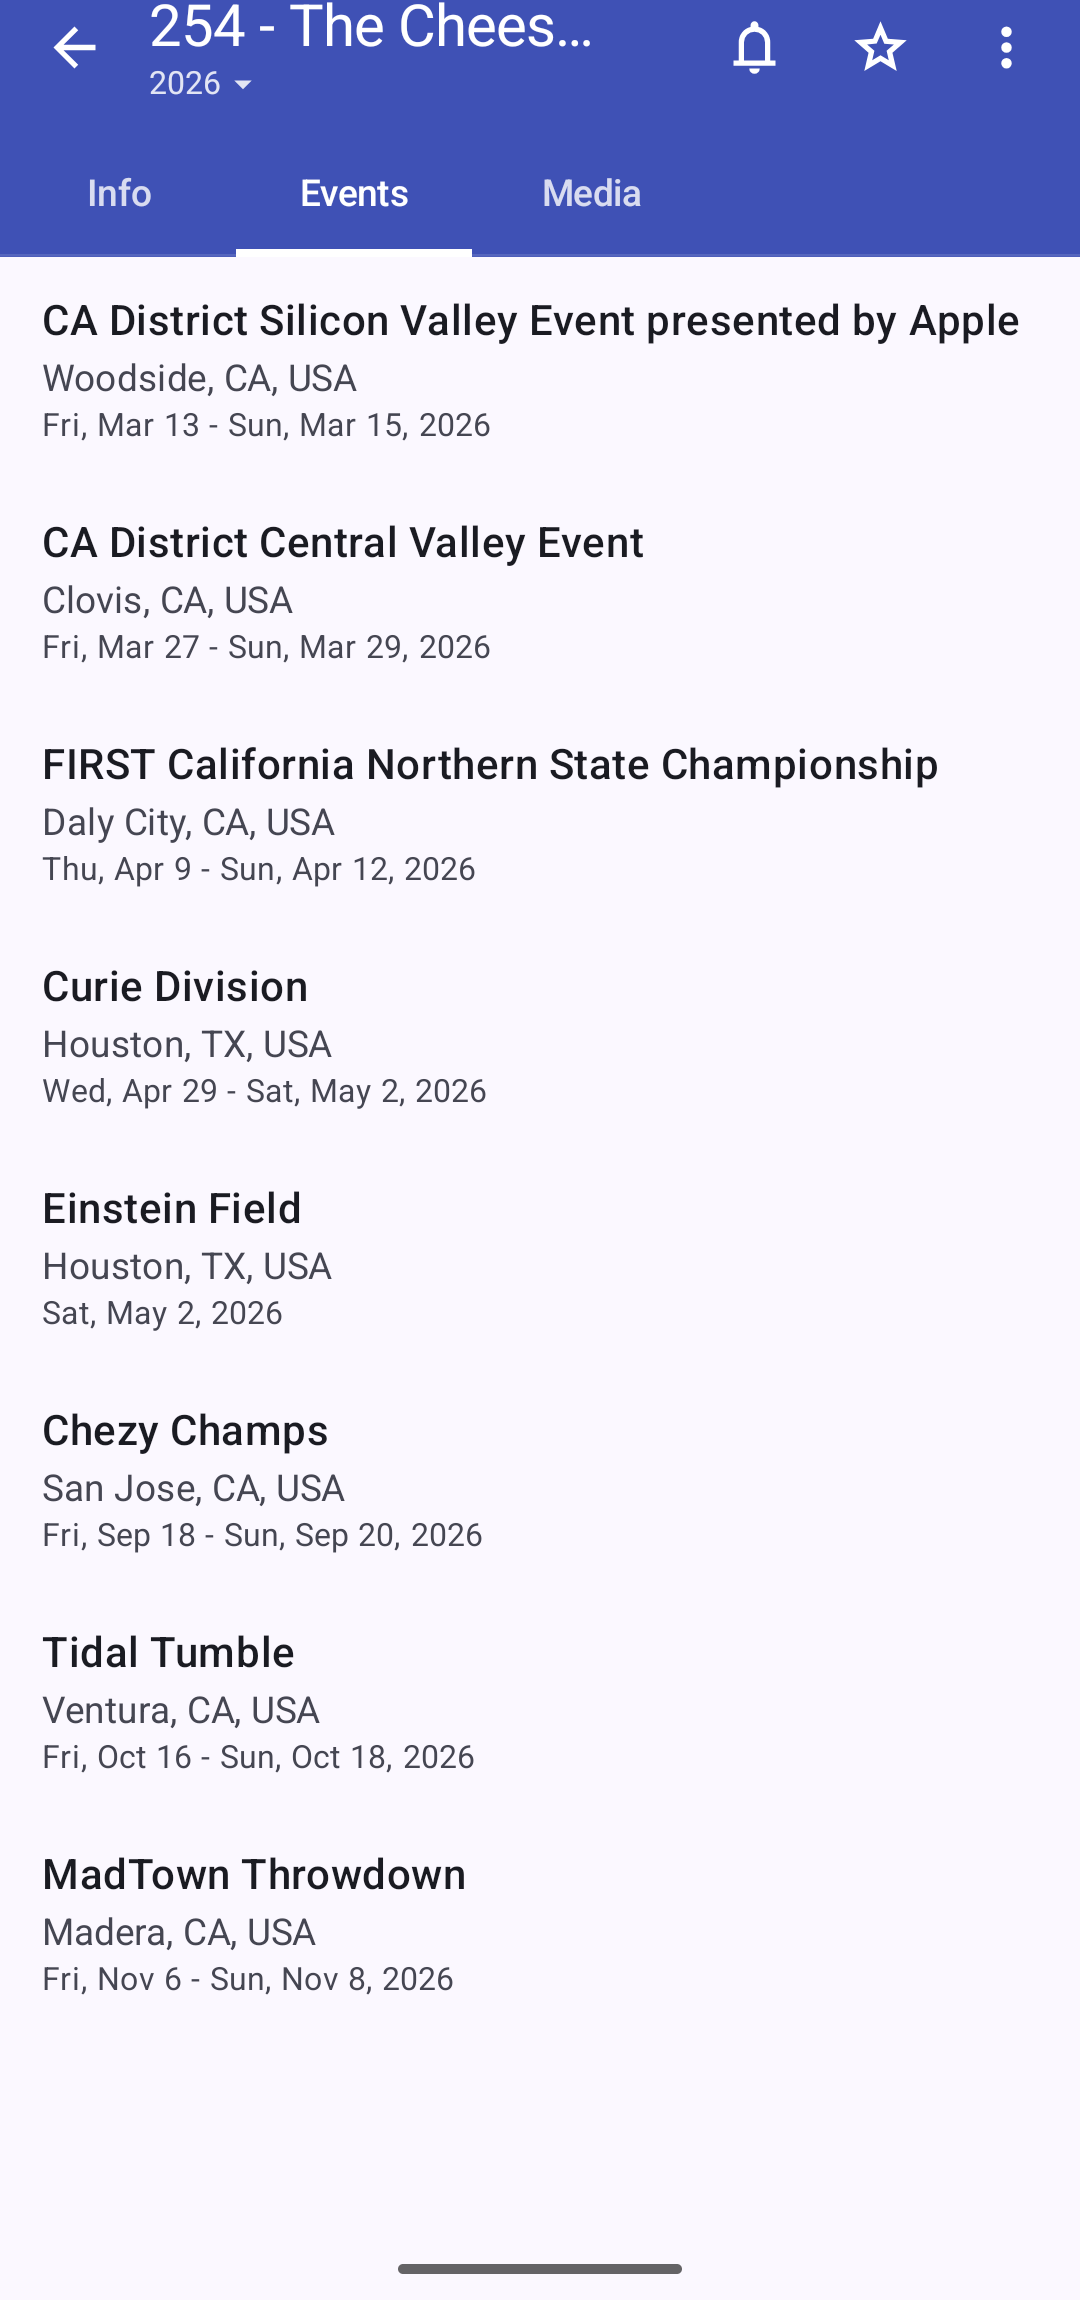 254 - The Chees...
2026
Info
Events
Media
CA District Silicon Valley Event presented by Apple
Woodside, CA, USA
Fri, Mar 13 - Sun, Mar 15, 2026
CA District Central Valley Event
Clovis, CA, USA
Fri, Mar 27 - Sun, Mar 29, 2026
FIRST California Northern State Championship
Daly City, CA, USA
Thu, Apr 9 - Sun, Apr 12, 2026
Curie Division
Houston, TX, USA
Wed, Apr 29 - Sat, May 2, 2026
Einstein Field
Houston, TX, USA
Sat, May 2, 2026
Chezy Champs
San Jose, CA, USA
Fri, Sep 18 - Sun, Sep 20, 2026
Tidal Tumble
Ventura, CA, USA
Fri, Oct 16 - Sun, Oct 18, 2026
MadTown Throwdown
Madera, CA, USA
Fri, Nov 6 - Sun, Nov 8, 2026